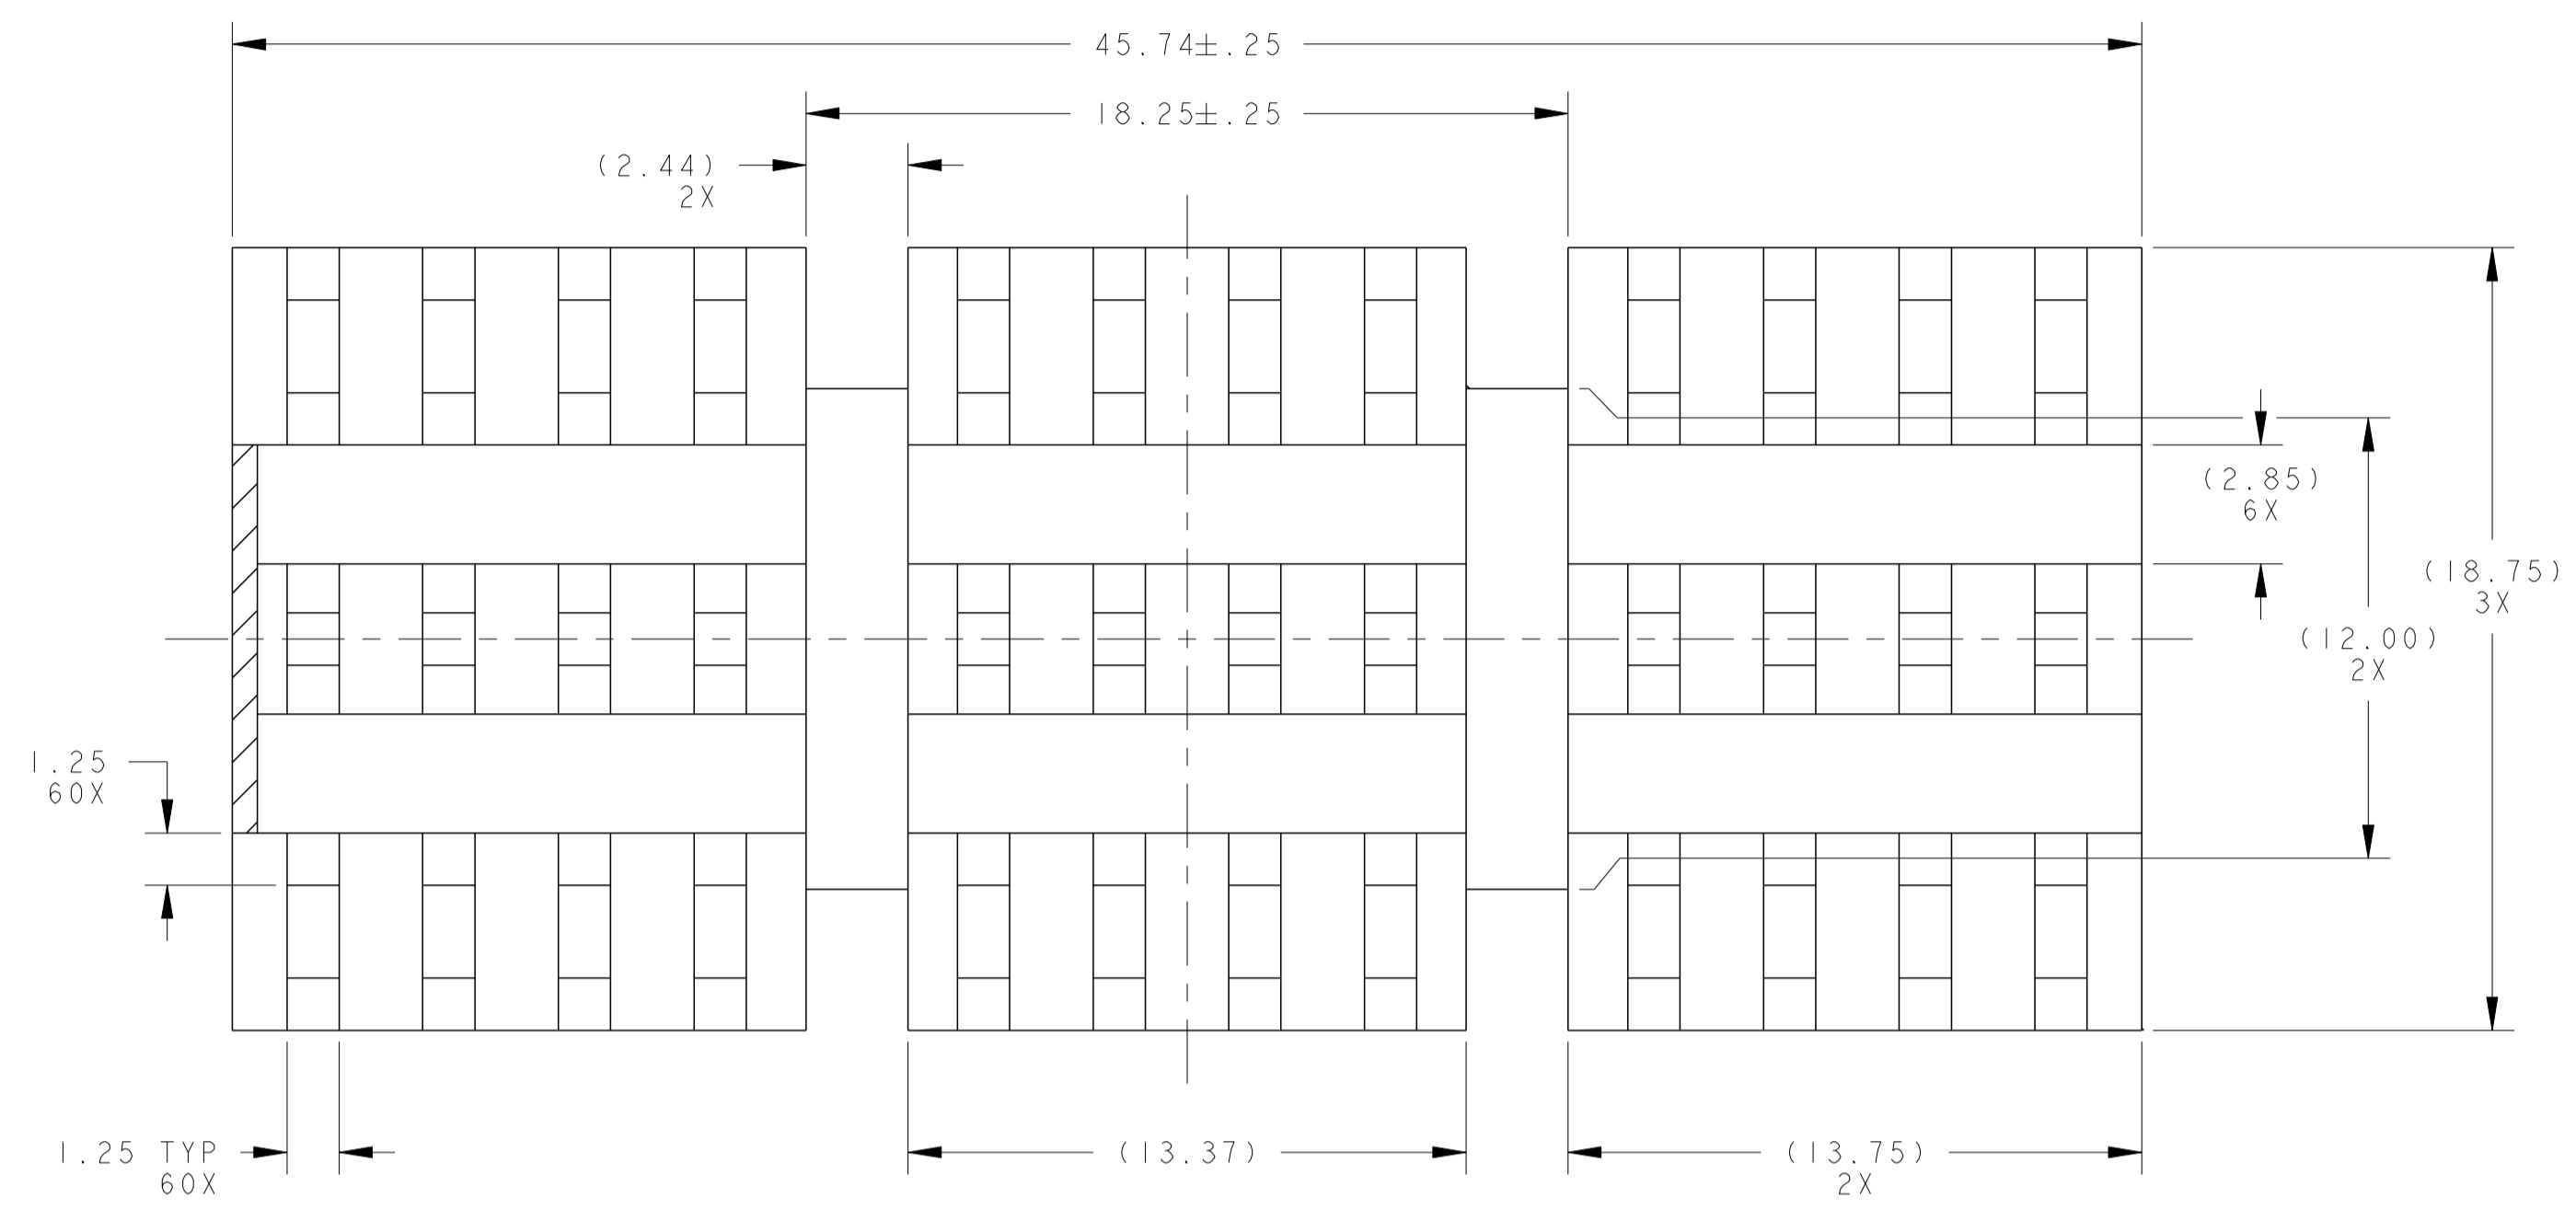 45.74±.25
18.25±.25
(2.44)
2X
(2.85)
6X
(18.75)
3X
(12.00)
2X
1.25
60X
1.25 TYP
60X
(13.37)
(13.75)
2X